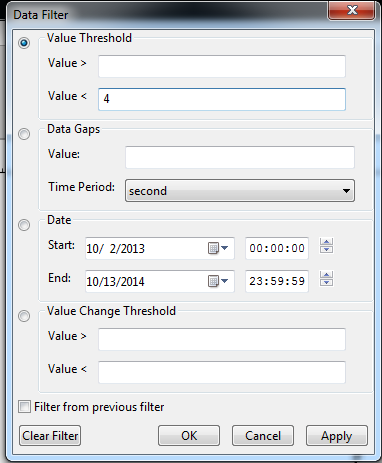 Data Filter
Value Threshold
Value >
Value < 4
Data Gaps
Value:
Time Period: second
Date
Start: 10/ 2/2013 00:00:00
End: 10/13/2014 23:59:59
Value Change Threshold
Value >
Value <
Filter from previous filter
Clear Filter OK Cancel Apply